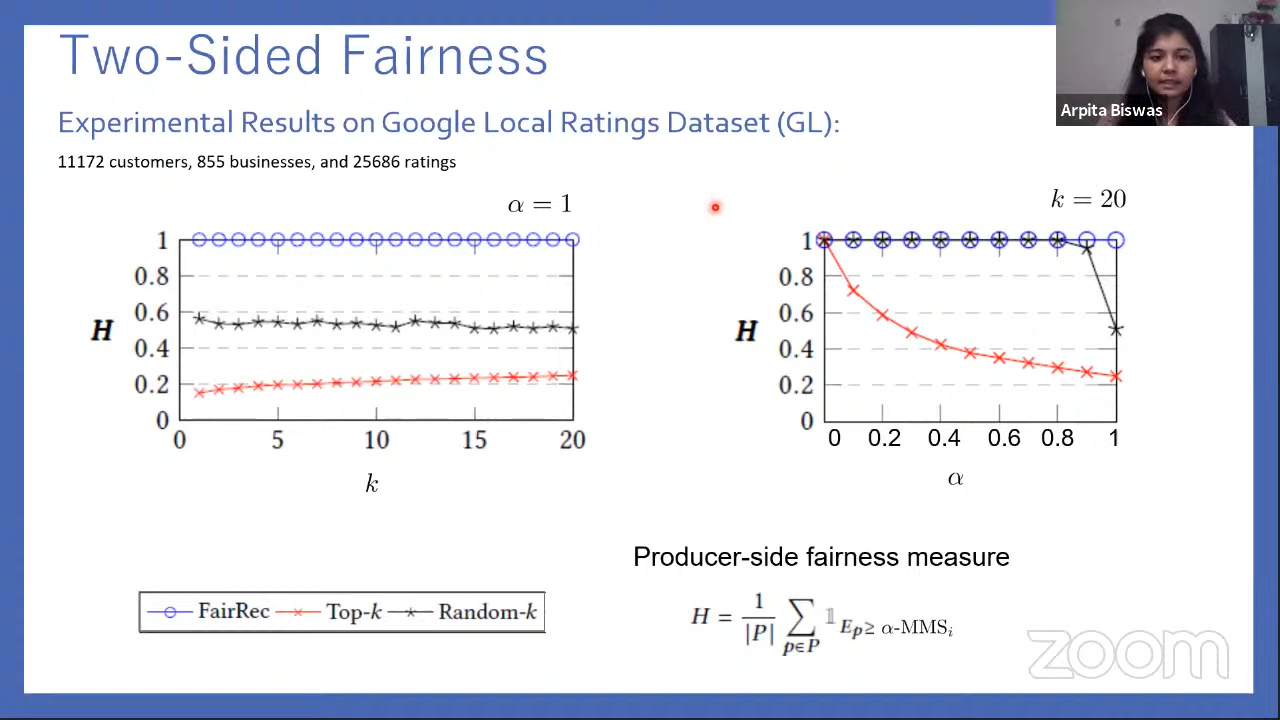 Two-Sided Fairness
Arpita Biswas
Experimental Results on Google Local Ratings Dataset (GL):
11172 customers, 855 businesses, and 25686 ratings
α = 1
k = 20
1
0.8
0.6
0.4
0.2
0
H
0 5 10 15 20
k
1
0.8
0.6
0.4
0.2
0
H
0 0.2 0.4 0.6 0.8 1
α
Producer-side fairness measure
FairRec Top-k Random-k
H = 1/|P| ∑ p∈P 𝟙 Ep≥ α-MMSi
zoom